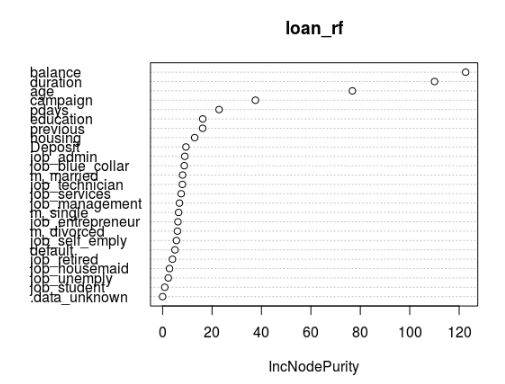 loan_rf
balance
duration
age
campaign
pdays
education
previous
housing
Deposit
job_admin
job_blue_collar
m_married
job_technician
job_services
job_management
m_single
job_entrepreneur
m_divorced
job_self_emply
default
job_retired
job_housemaid
job_unemply
job_student
.data_unknown
0 20 40 60 80 100 120
IncNodePurity